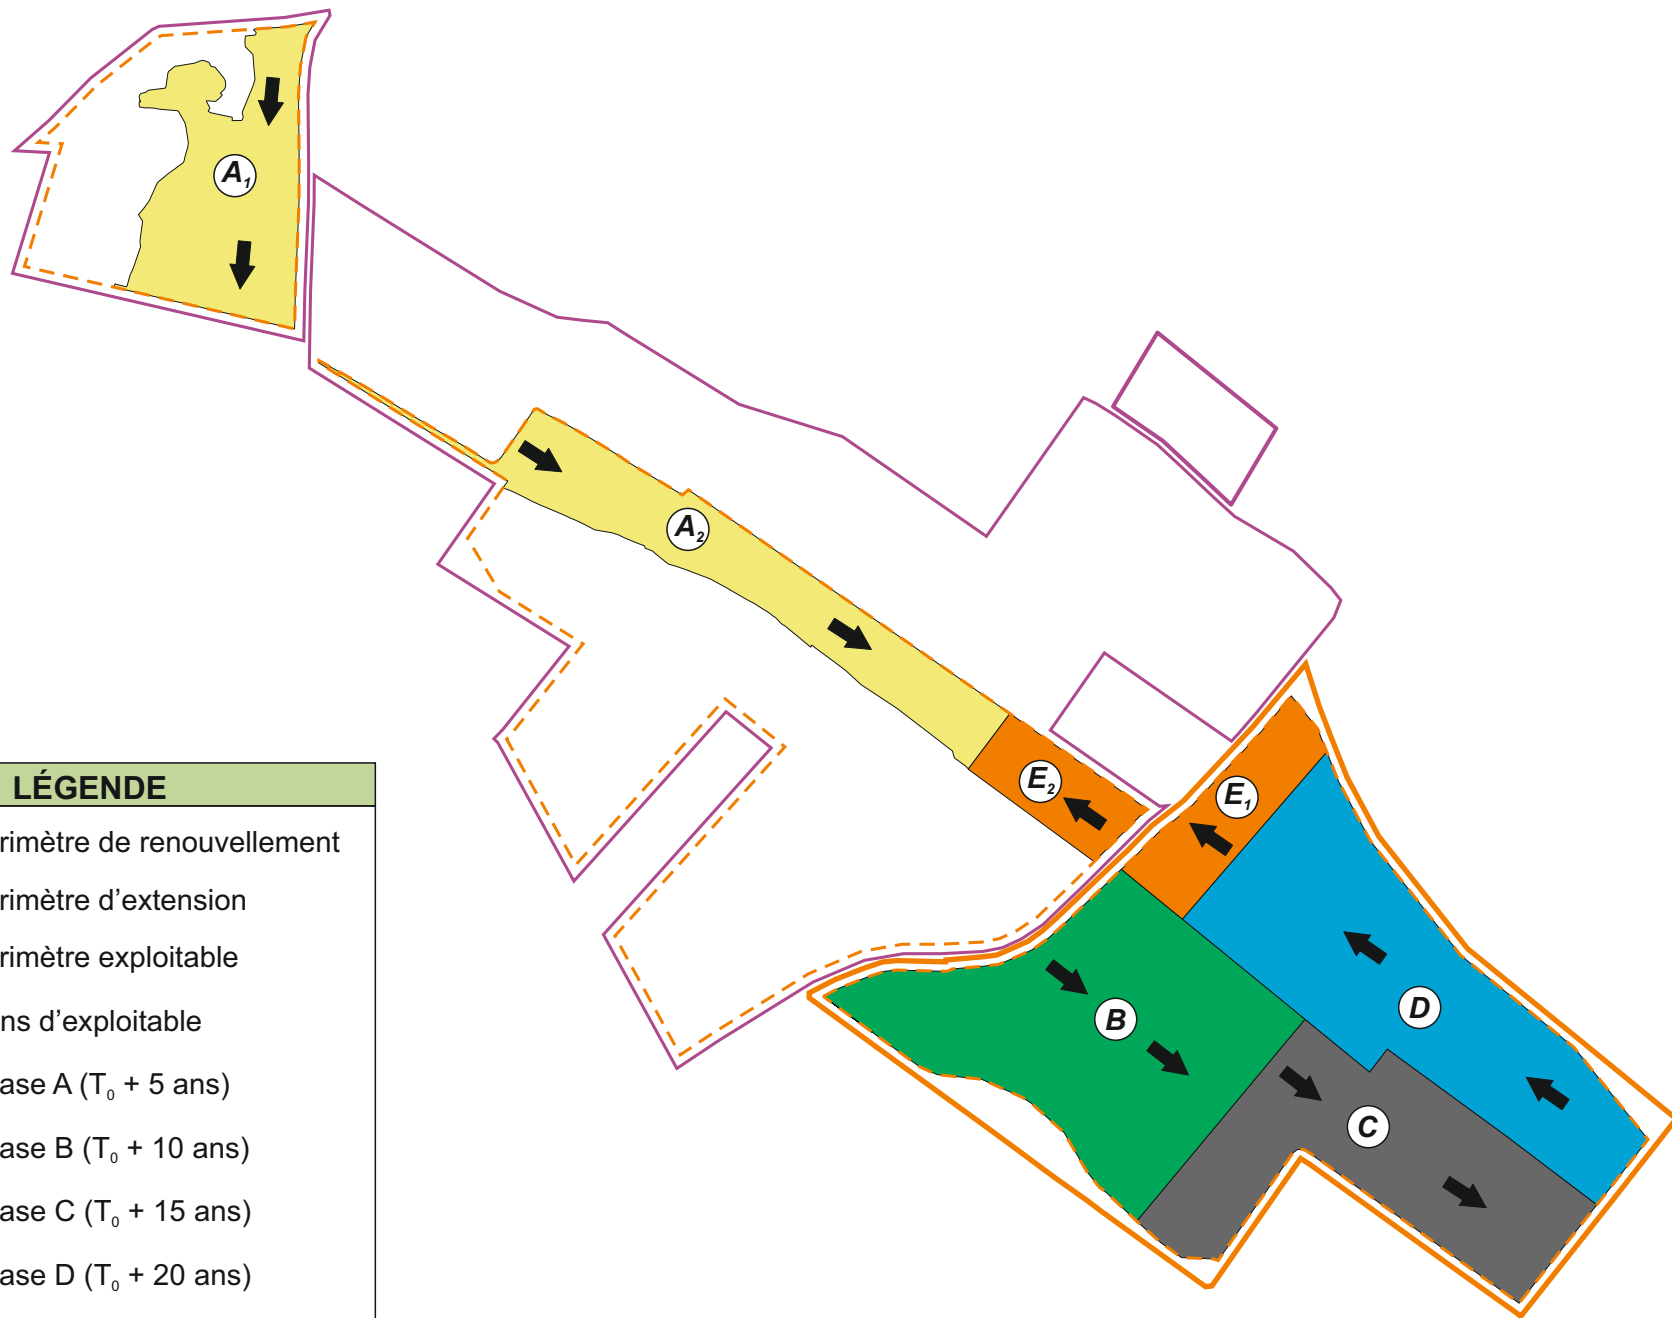 A₁
A₂
E₂
E₁
B
D
C
LÉGENDE
rimètre de renouvellement
rimètre d'extension
rimètre exploitable
ns d'exploitable
ase A (T₀ + 5 ans)
ase B (T₀ + 10 ans)
ase C (T₀ + 15 ans)
ase D (T₀ + 20 ans)